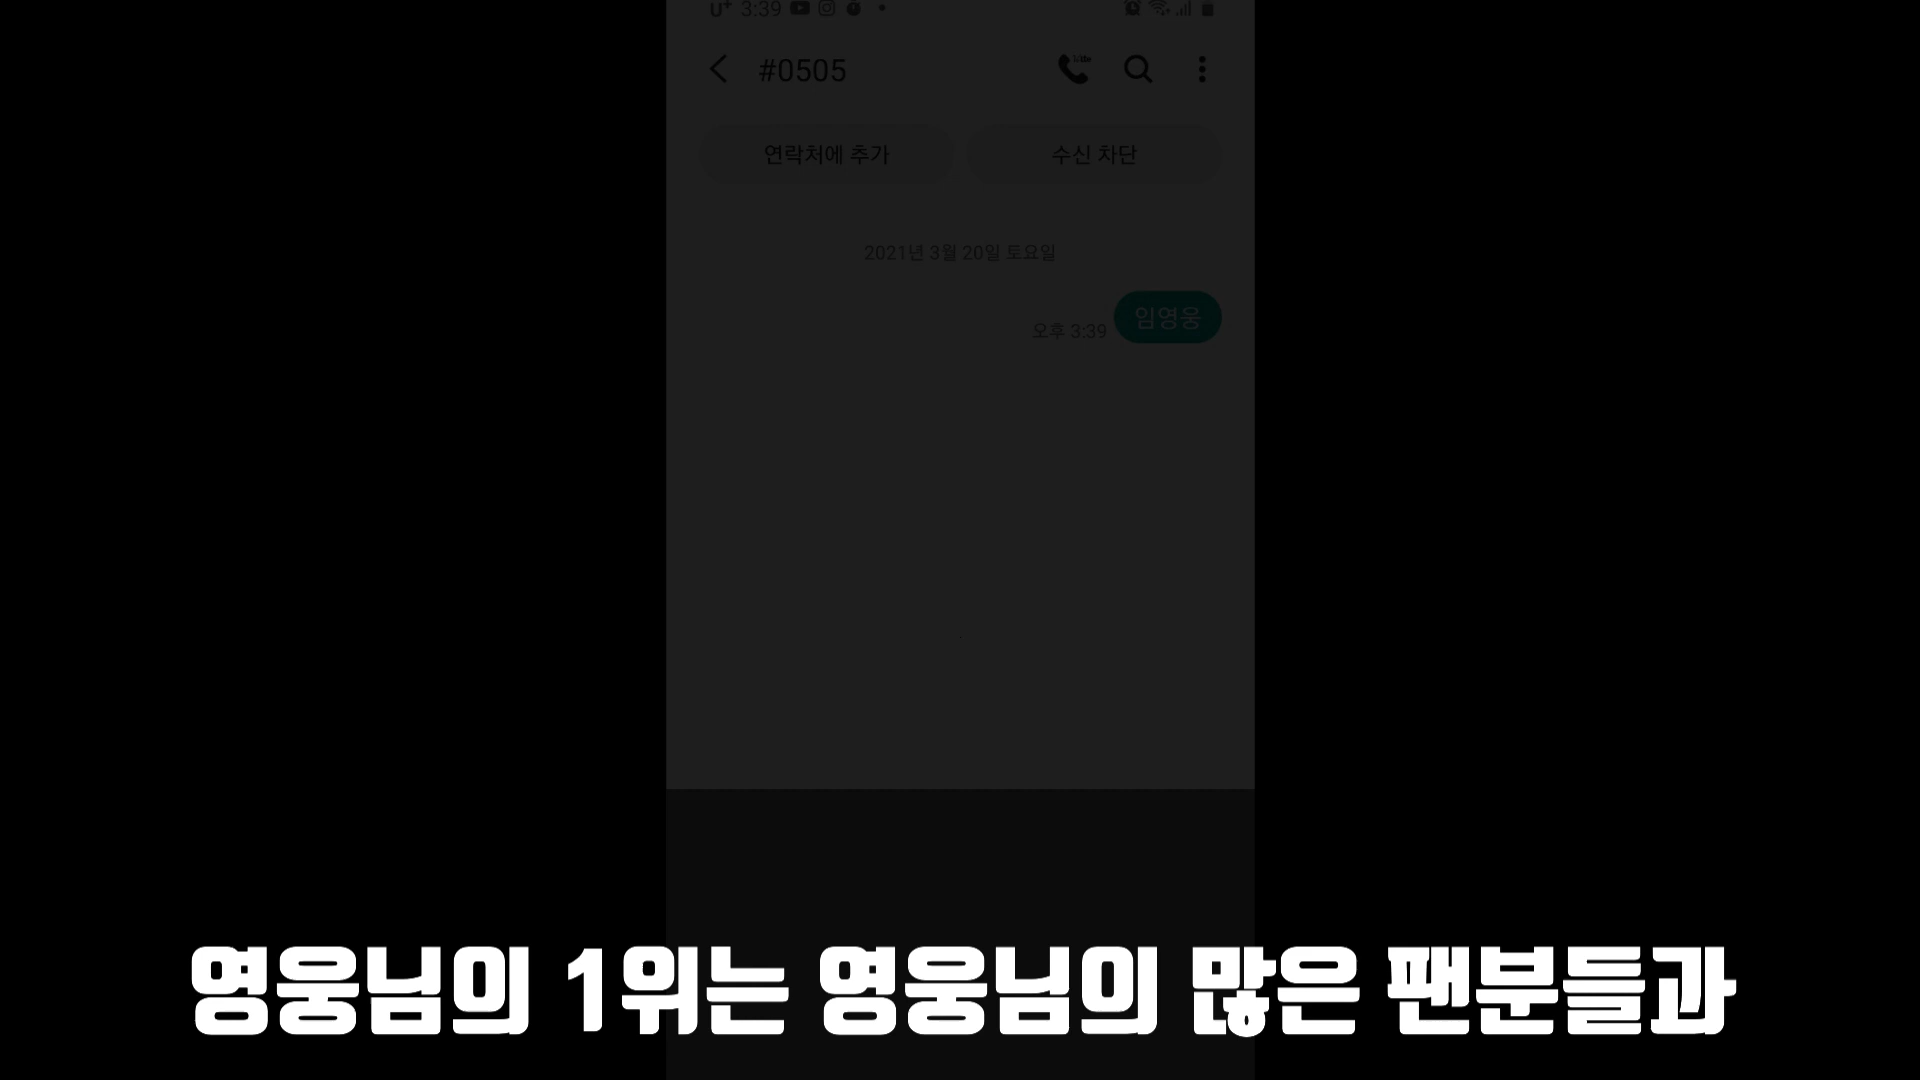 U+ 3:39
#0505
연락처에 추가 수신 차단
2021년 3월 20일 토요일
오후 3:39 임영웅
영웅님의 1위는 영웅님의 많은 팬분들과